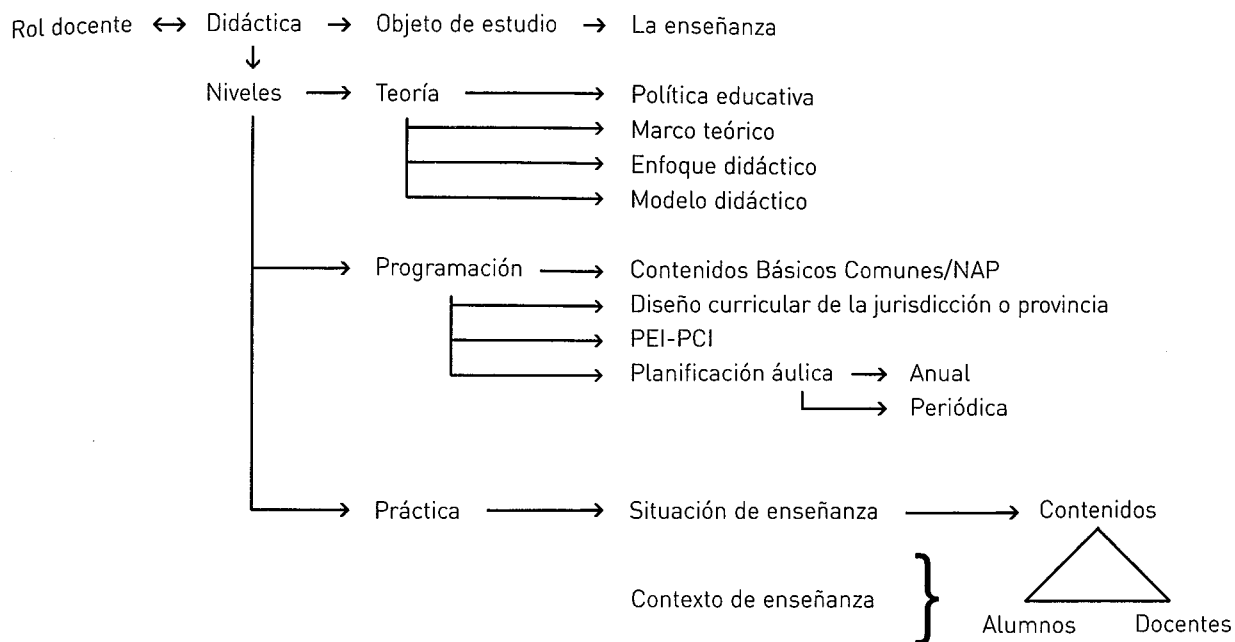 Rol docente ↔ Didáctica → Objeto de estudio → La enseñanza
Niveles → Teoría → Política educativa
Marco teórico
Enfoque didáctico
Modelo didáctico
Programación → Contenidos Básicos Comunes/NAP
Diseño curricular de la jurisdicción o provincia
PEI-PCI
Planificación áulica → Anual
Periódica
Práctica → Situación de enseñanza → Contenidos
Contexto de enseñanza }
Alumnos Docentes